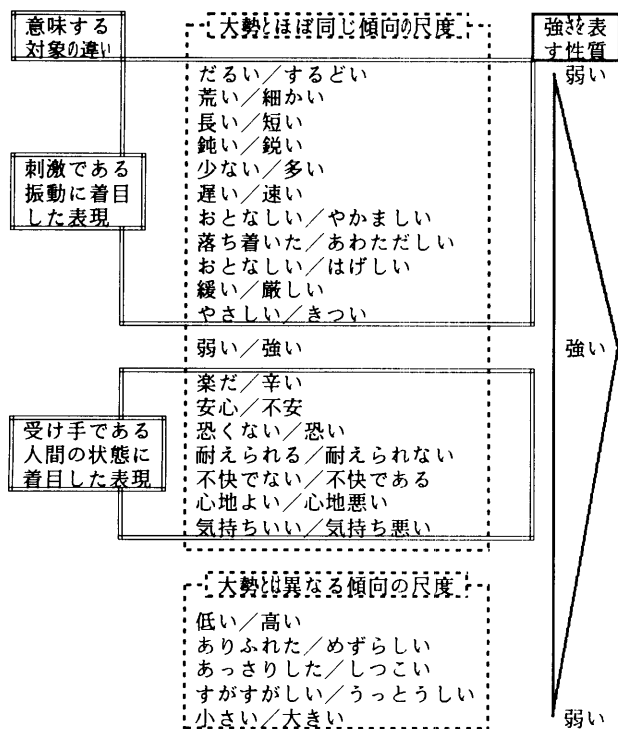 意味する
対象の違い
大勢とほぼ同じ傾向の尺度
強さを表
す性質
だるい／するどい
弱い
荒い／細かい
長い／短い
鈍い／鋭い
刺激である
振動に着目
した表現
少ない／多い
遅い／速い
おとなしい／やかましい
落ち着いた／あわただしい
おとなしい／はげしい
緩い／厳しい
やさしい／きつい
弱い／強い
強い
楽だ／辛い
安心／不安
受け手である
人間の状態に
着目した表現
恐くない／恐い
耐えられる／耐えられない
不快でない／不快である
心地よい／心地悪い
気持ちいい／気持ち悪い
大勢とは異なる傾向の尺度
低い／高い
ありふれた／めずらしい
あっさりした／しつこい
すがすがしい／うっとうしい
小さい／大きい
弱い